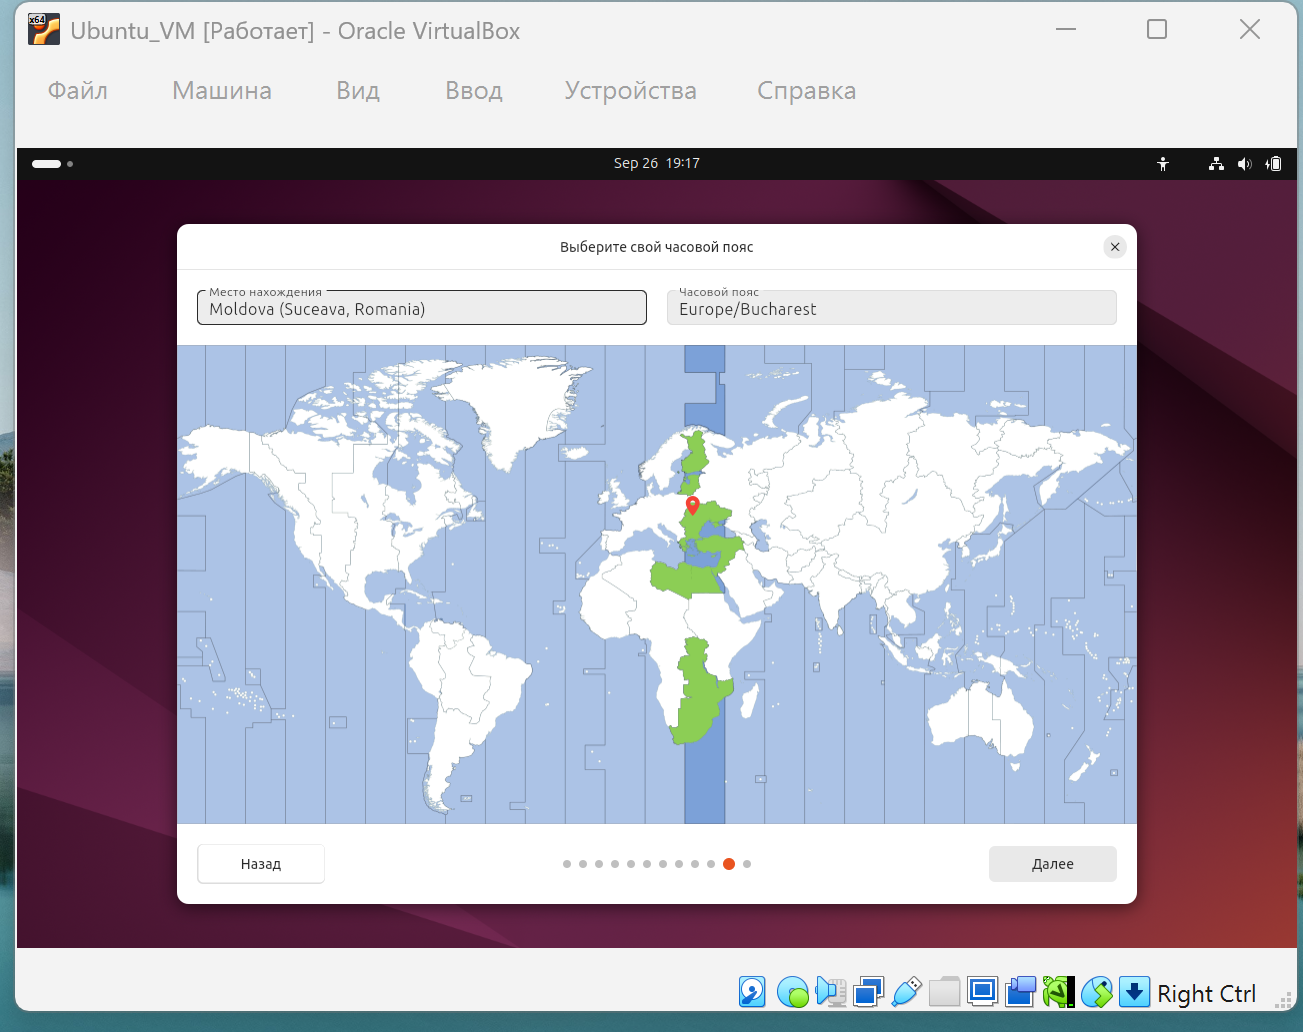 Ubuntu_VM [Работает] - Oracle VirtualBox
Файл Машина Вид Ввод Устройства Справка
Sep 26 19:17
Выберите свой часовой пояс
Место нахождения
Moldova (Suceava, Romania)
Часовой пояс
Europe/Bucharest
Назад
Далее
Right Ctrl
x64